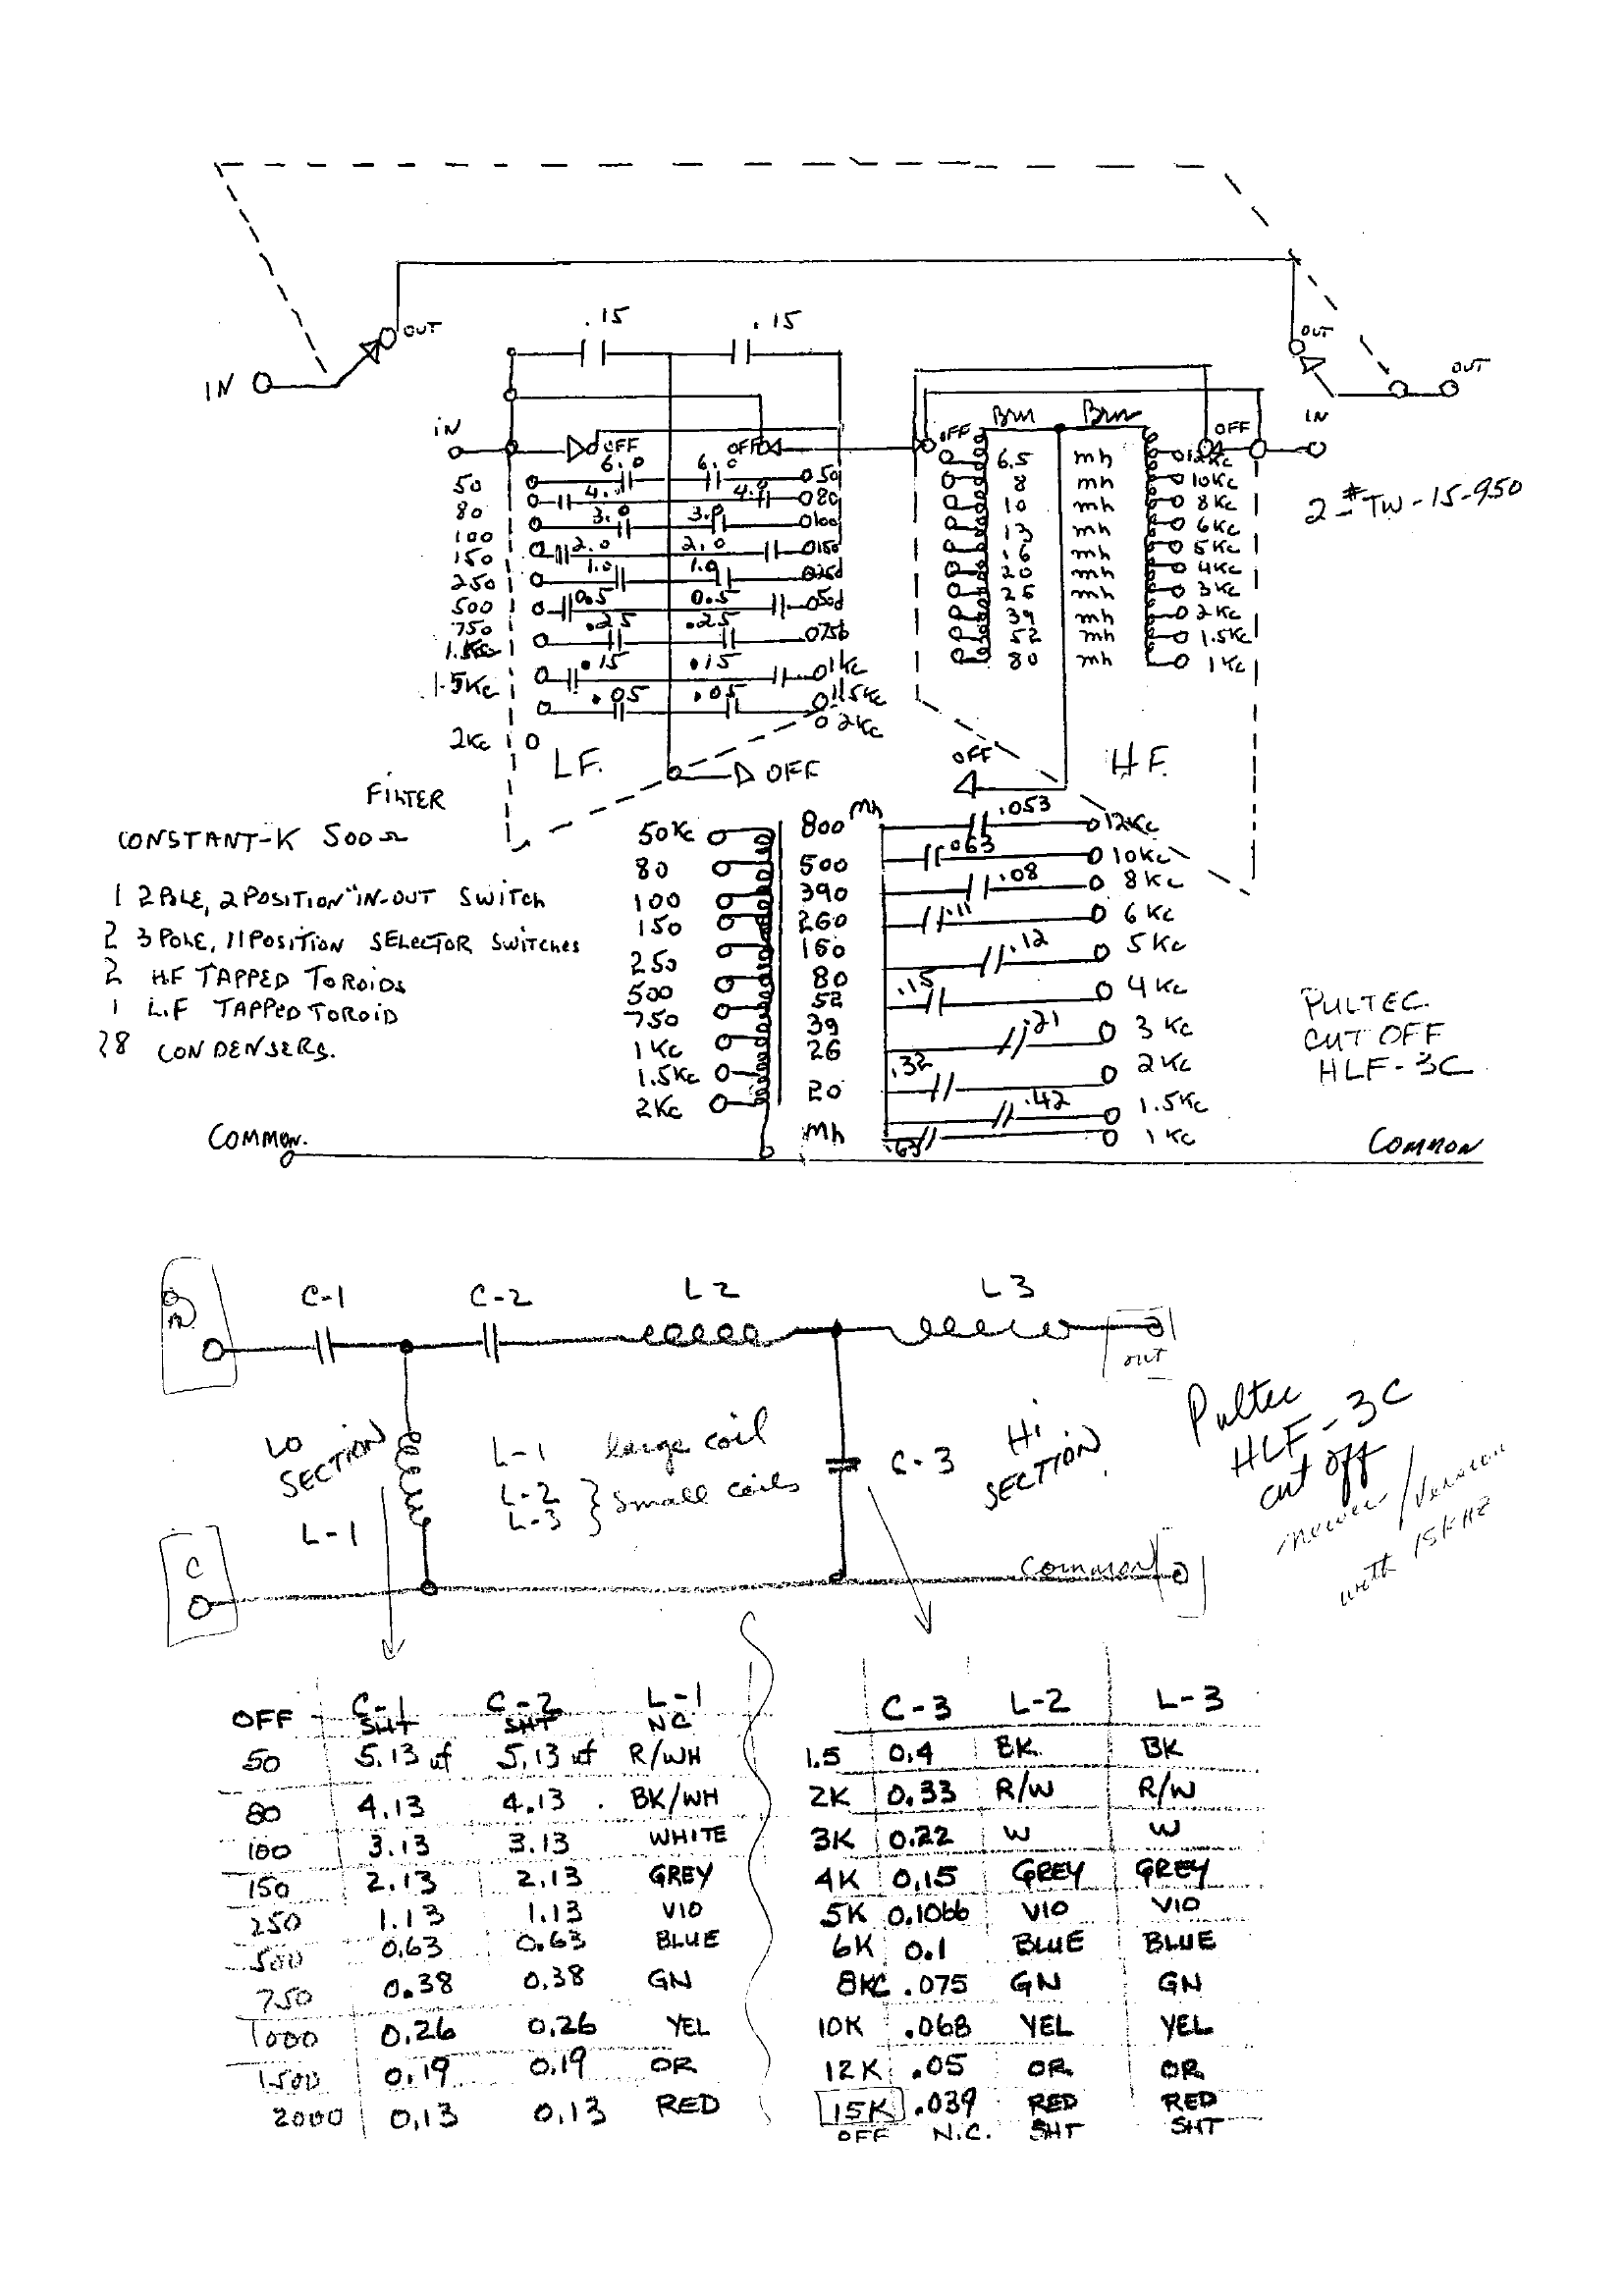 .15 .15
OUT
IN
OUT
OUT
iN
OFF
OFF
OFF
Brn Brn
OFF
IN
50 6.0 6.0 50
80 4.0 4.0 80
100 3.0 3.0 100
150 2.0 2.0 150
250 1.0 1.0 250
500 0.5 0.5 500
750 .25 .25 750
.15 .15 1Kc
1.5Kc .05 .05 1.5Kc
2Kc 2Kc
6.5 mh 12Kc
8 mh 10Kc
10 mh 8Kc
13 mh 6Kc
mh 5Kc
20 mh 4Kc
25 mh 3Kc
39 mh 2Kc
52 mh 1.5Kc
80 mh 1Kc
2-#TW-15-950
LF. OFF
OFF HF.
FILTER
CONSTANT-K 500Ω
1 2 POLE, 2 POSITION "IN-OUT SWITCH
2 3 POLE, 11 POSITION SELECTOR SWITCHES
2 HF TAPPED TOROIDS
1 L.F TAPPED TOROID
28 CONDENSERS.
50Kc 800 Mh
80 500
100 390
150 260
250 160
500 80
750 52
1Kc 39
1.5Kc 26
2Kc 20
Mh
.053 12Kc
.063 10Kc
.08 8Kc
.11 6Kc
.12 5Kc
.15 4Kc
.21 3Kc
.32 2Kc
.42 1.5Kc
.63 1Kc
PULTEC
CUT OFF
HLF-3C
COMMON.
COMMON
in
C-1 C-2 L2 L3
out
LO
SECTION
L-1
L-1 large coil
L-2
L-3
small coils
C-3
Hi
SECTION
Pultec
HLF-3C
cut off
newer/Version
with 15KHZ
C
common
C-1 C-2 L-1
OFF SHT SHT NC
50 5.13 uf 5.13 uf R/WH
80 4.13 4.13 BK/WH
100 3.13 3.13 WHITE
150 2.13 2.13 GREY
250 1.13 1.13 VIO
500 0.63 0.63 BLUE
750 0.38 0.38 GN
1000 0.26 0.26 YEL
1500 0.19 0.19 OR
2000 0.13 0.13 RED
C-3 L-2 L-3
1.5 0.4 BK BK
2K 0.33 R/W R/W
3K 0.22 W W
4K 0.15 GREY GREY
5K 0.1066 VIO VIO
6K 0.1 BLUE BLUE
8KC .075 GN GN
10K .068 YEL YEL
12K .05 OR OR
15K .039 RED RED
OFF N.C. SHT SHT